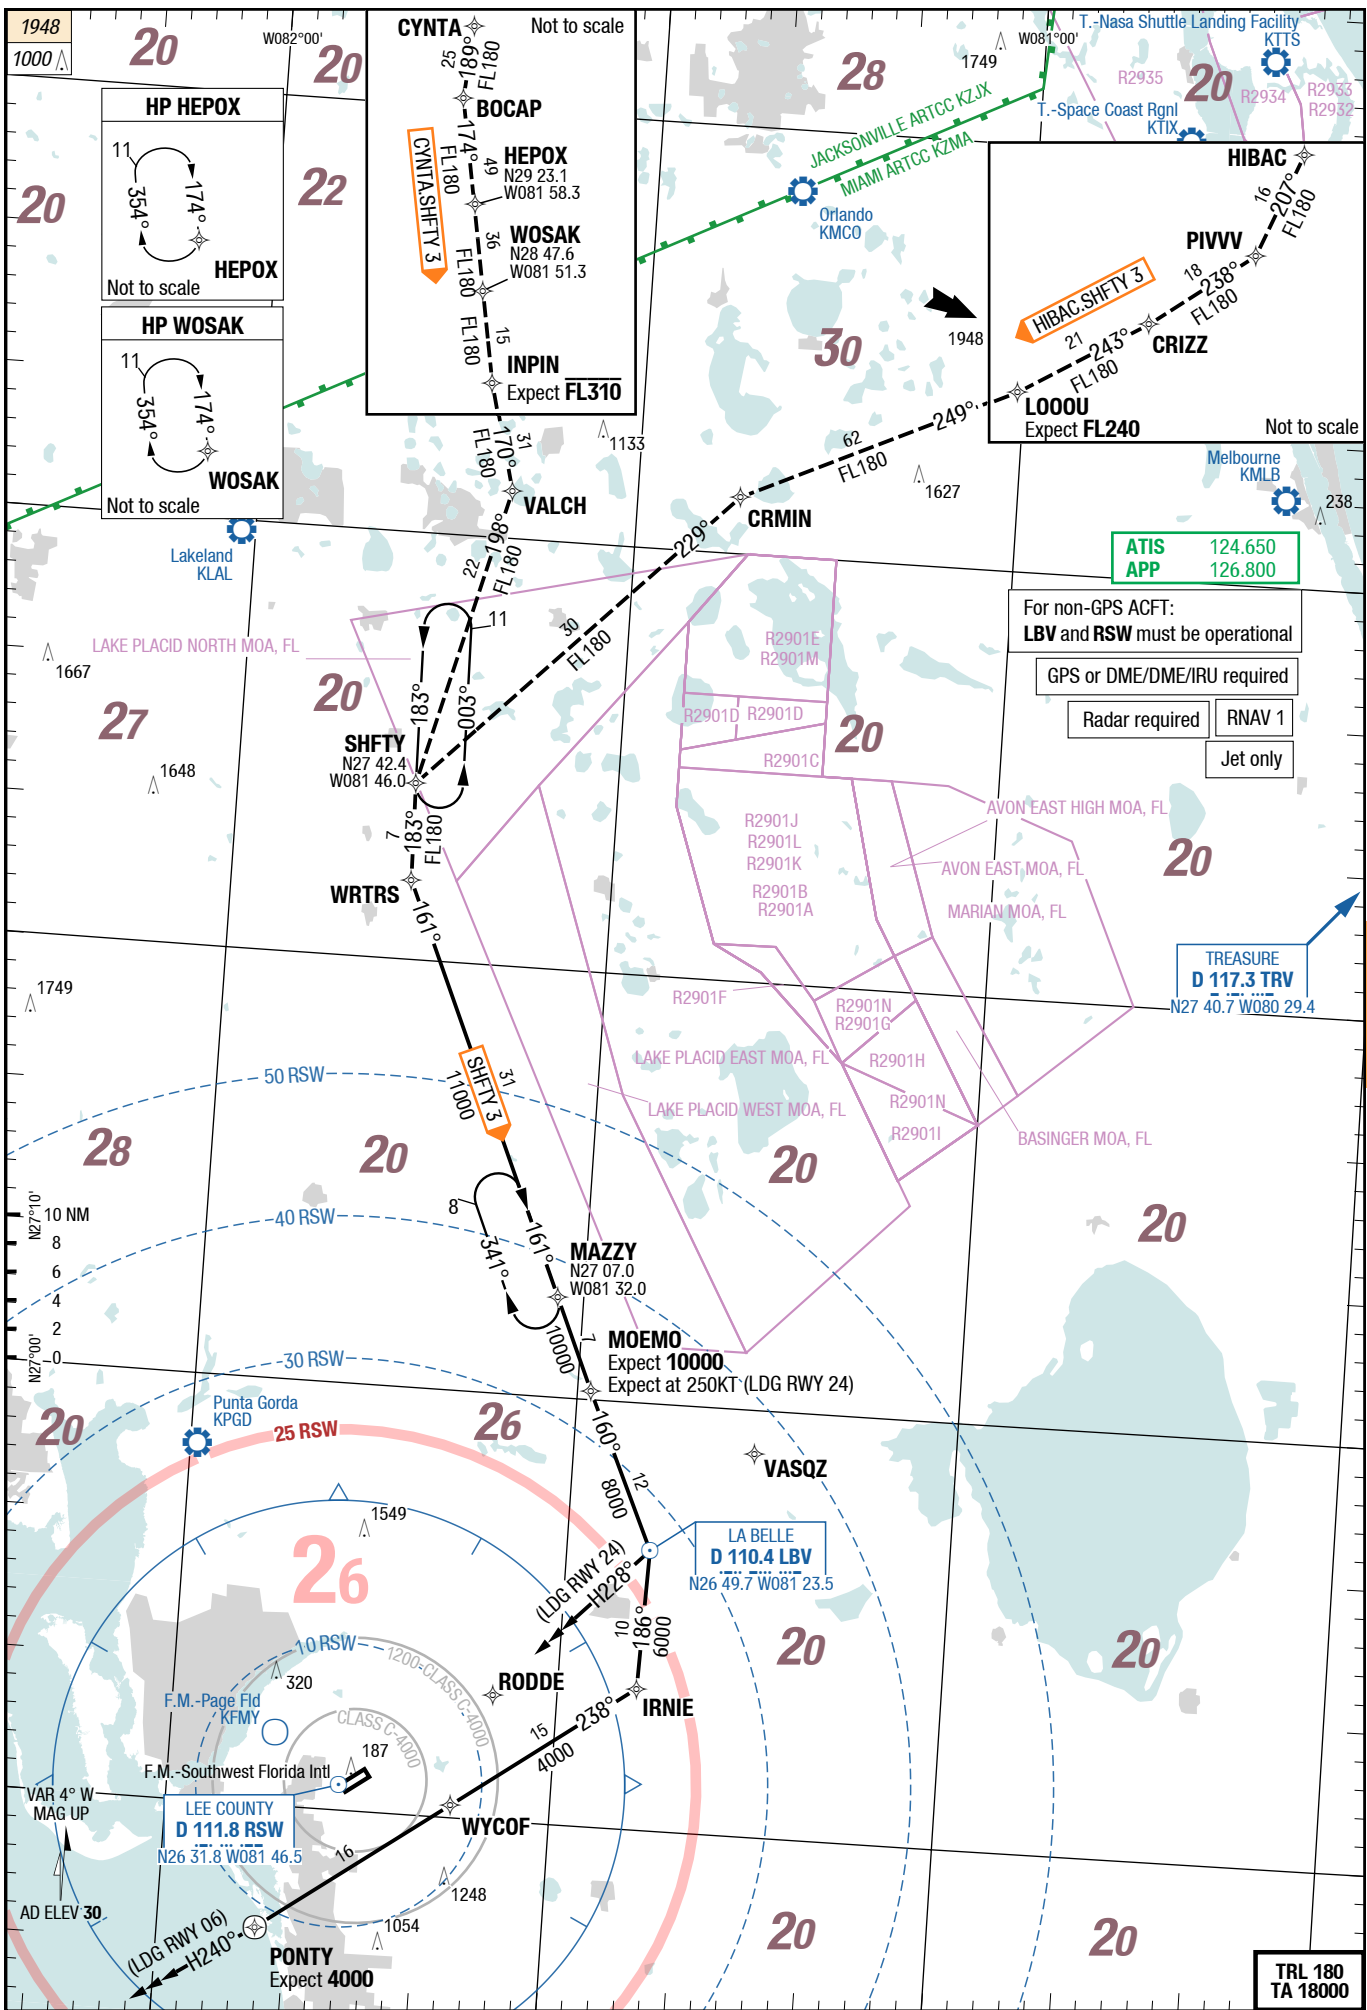 1948
1000
20
W082°00'
20
CYNTA
Not to scale
25
189°
FL180
BOCAP
174°
FL180
49
HEPOX
N29 23.1
W081 58.3
CYNTA.SHFTY 3
36
WOSAK
N28 47.6
W081 51.3
FL180
15
FL180
INPIN
Expect FL310
1749
28
W081°00'
T.-Nasa Shuttle Landing Facility
KTTS
R2935
20
R2934
R2933
R2932
T.-Space Coast Rgnl
KTIX
JACKSONVILLE ARTCC KZJX
MIAMI ARTCC KZMA
Orlando
KMCO
HP HEPOX
11
354°
174°
HEPOX
Not to scale
20
22
HP WOSAK
11
354°
174°
WOSAK
Not to scale
HIBAC
16
207°
FL180
PIVVV
18
238°
FL180
HIBAC.SHFTY 3
CRIZZ
21
243°
FL180
LOOOU
Expect FL240
Not to scale
1948
30
1133
31
170°
FL180
VALCH
62
249°
FL180
1627
CRMIN
Melbourne
KMLB
238
Lakeland
KLAL
198°
22
FL180
229°
30
FL180
ATIS 124.650
APP 126.800
For non-GPS ACFT:
LBV and RSW must be operational
GPS or DME/DME/IRU required
Radar required
RNAV 1
Jet only
LAKE PLACID NORTH MOA, FL
1667
27
20
1648
11
183°
003°
SHFTY
N27 42.4
W081 46.0
7
183°
FL180
WRTRS
161°
R2901E
R2901M
R2901D
R2901D
R2901C
20
R2901J
R2901L
R2901K
R2901B
R2901A
AVON EAST HIGH MOA, FL
AVON EAST MOA, FL
MARIAN MOA, FL
20
TREASURE
D 117.3 TRV
N27 40.7 W080 29.4
1749
R2901F
R2901N
R2901G
R2901H
LAKE PLACID EAST MOA, FL
LAKE PLACID WEST MOA, FL
R2901N
R2901I
BASINGER MOA, FL
50 RSW
SHFTY 3
31
11000
28
20
20
20
N27°10'
10 NM
8
6
4
2
0
N27°00'
40 RSW
8
341°
161°
MAZZY
N27 07.0
W081 32.0
10000
7
MOEMO
Expect 10000
Expect at 250KT (LDG RWY 24)
30 RSW
Punta Gorda
KPGD
20
25 RSW
26
160°
12
8000
VASQZ
1549
26
LA BELLE
D 110.4 LBV
N26 49.7 W081 23.5
(LDG RWY 24)
H228°
10
186°
6000
20
20
10 RSW
320
1200-CLASS C-4000
CLASS C-4000
RODDE
IRNIE
F.M.-Page Fld
KFMY
187
F.M.-Southwest Florida Intl
15
238°
4000
VAR 4° W
MAG UP
LEE COUNTY
D 111.8 RSW
N26 31.8 W081 46.5
WYCOF
16
1248
AD ELEV 30
1054
(LDG RWY 06)
H240°
PONTY
Expect 4000
20
20
TRL 180
TA 18000